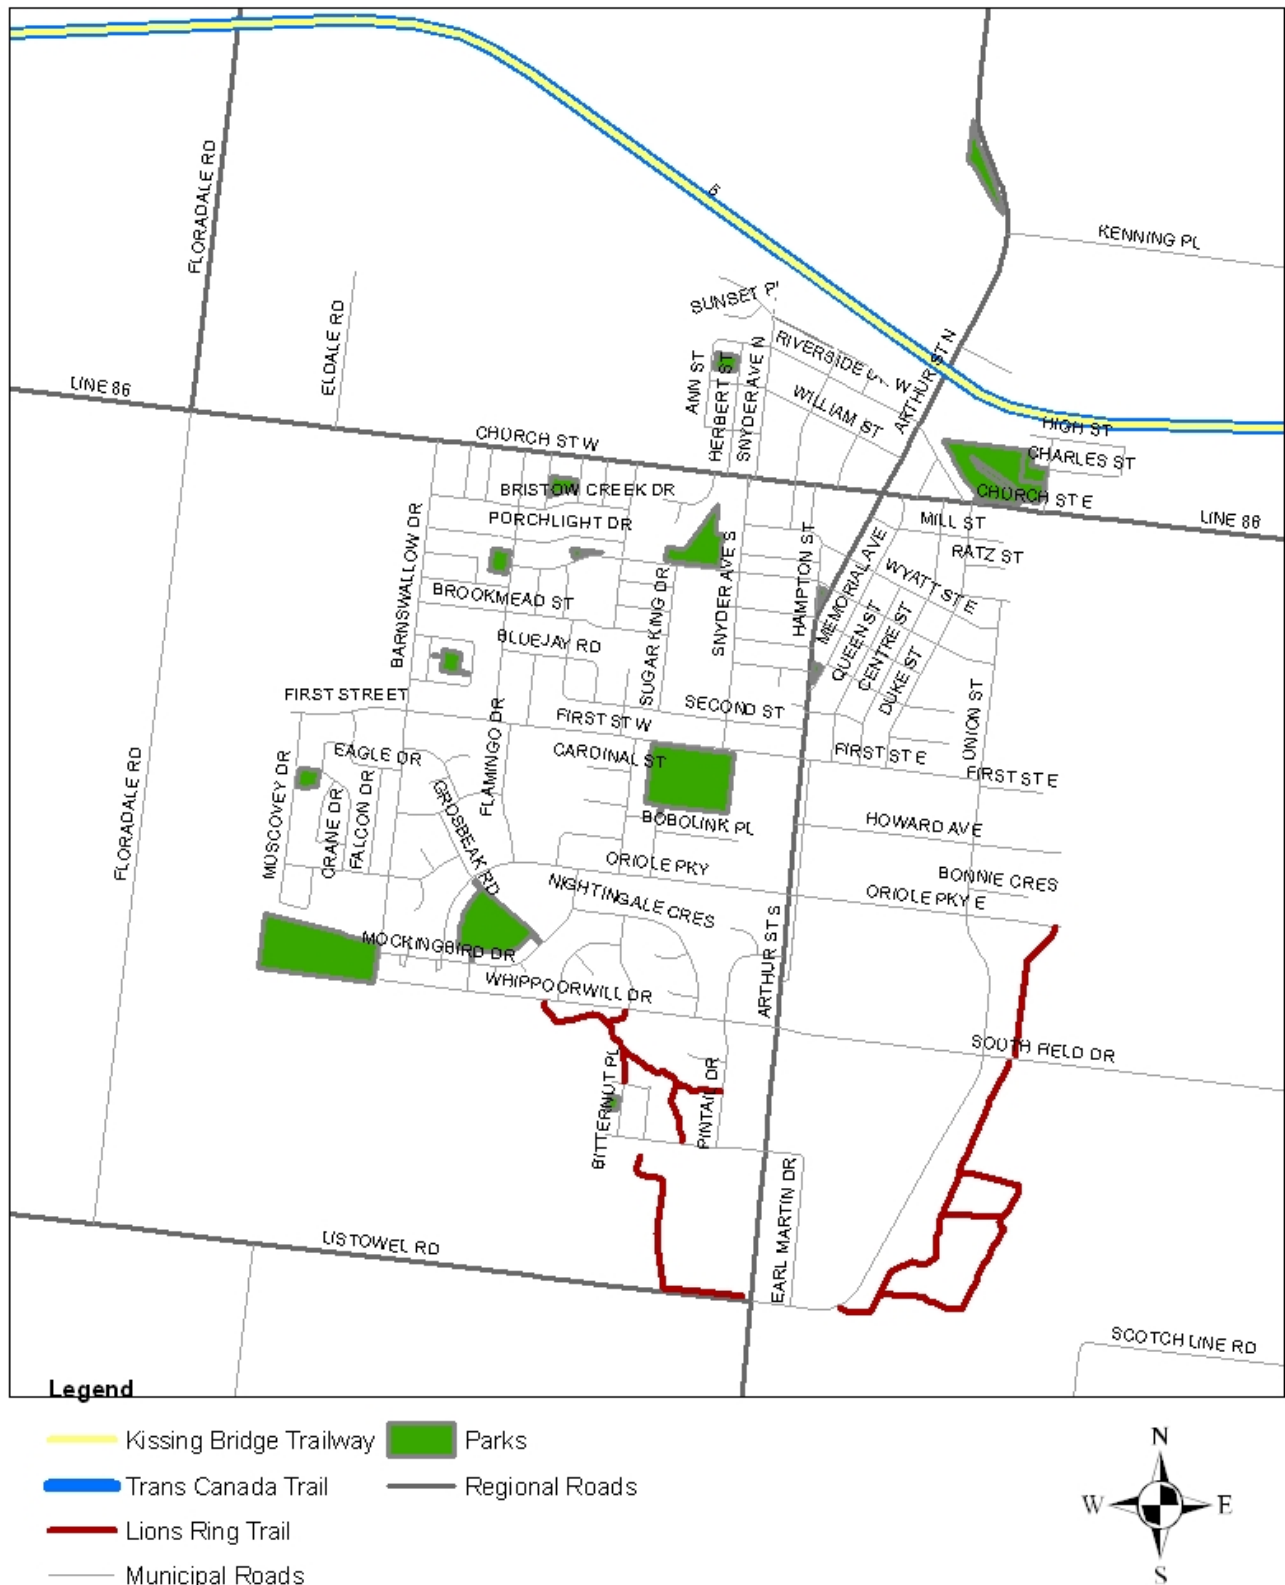 FLORADALE RD
5
KENNING PL
SUNSET P
ELDALE RD
RIVERSIDE D W
ARTHUR ST N
ANN ST
HERBERT ST
SNYDER AVE N
LINE 86
WILLIAM ST
HIGH ST
CHURCH ST W
CHARLES ST
BRISTOW CREEK DR
CHURCH ST E
PORCHLIGHT DR
MILL ST
LINE 86
BARNSWALLOW DR
SNYDER AVE S
HAMPTON ST
MEMORIAL AVE
RATZ ST
WYATT ST E
BROOKMEAD ST
SUGAR KING DR
QUEEN ST
CENTRE ST
BLUEJAY RD
DUKE ST
FIRST STREET
SECOND ST
UNION ST
FIRST ST W
FLAMINGO DR
EAGLE DR
CARDINAL ST
FIRST ST E
FIRST ST E
FLORADALE RD
MUSCOVEY DR
CRANE DR
FALCON DR
GROSBEAK RD
BOBOLINK PL
HOWARD AVE
ORIOLE PKY
BONNIE CRES
NIGHTINGALE CRES
ORIOLE PKY E
MOCKINGBIRD DR
ARTHUR ST S
WHIPPOORWILL DR
SOUTH FIELD DR
BITTERNUT PL
PINTAIL DR
EARL MARTIN DR
LISTOWEL RD
SCOTCH LINE RD
Legend
Kissing Bridge Trailway
Parks
Trans Canada Trail
Regional Roads
Lions Ring Trail
Municipal Roads
N
W E
S